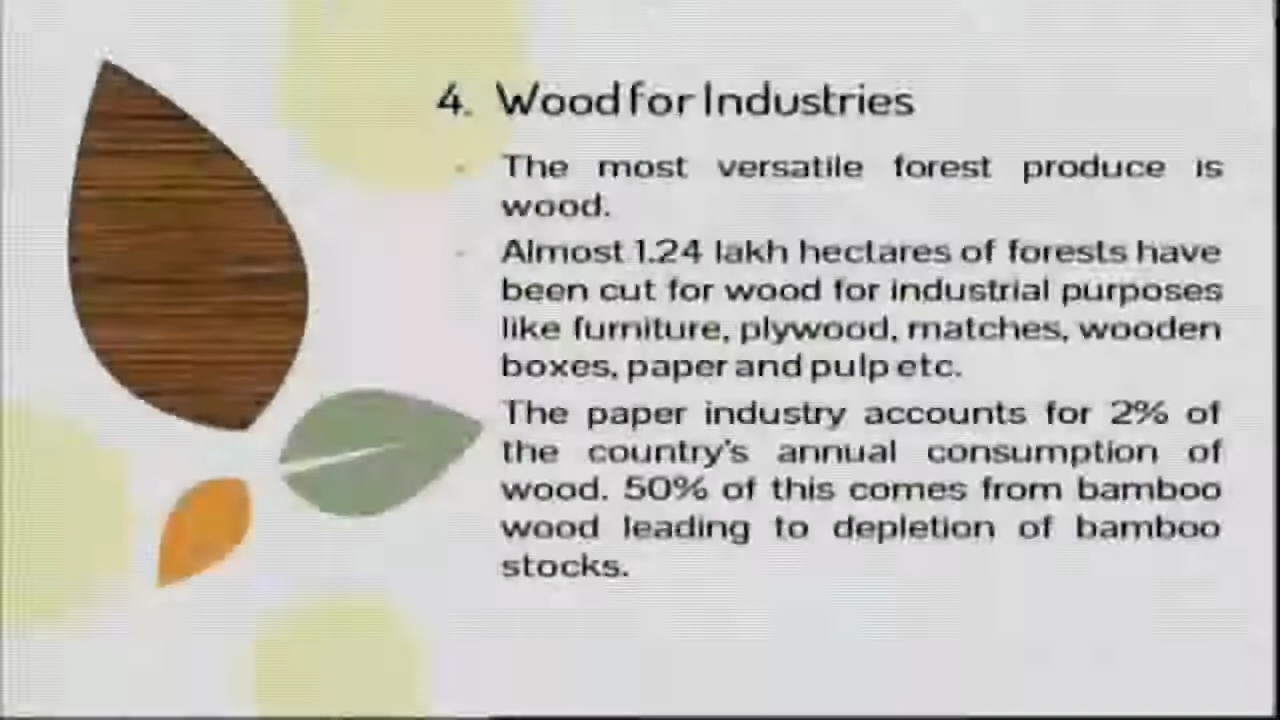 4. Wood for Industries
- The most versatile forest produce is
wood.
- Almost 1.24 lakh hectares of forests have
been cut for wood for industrial purposes
like furniture, plywood, matches, wooden
boxes, paper and pulp etc.
The paper industry accounts for 2% of
the country's annual consumption of
wood. 50% of this comes from bamboo
wood leading to depletion of bamboo
stocks.